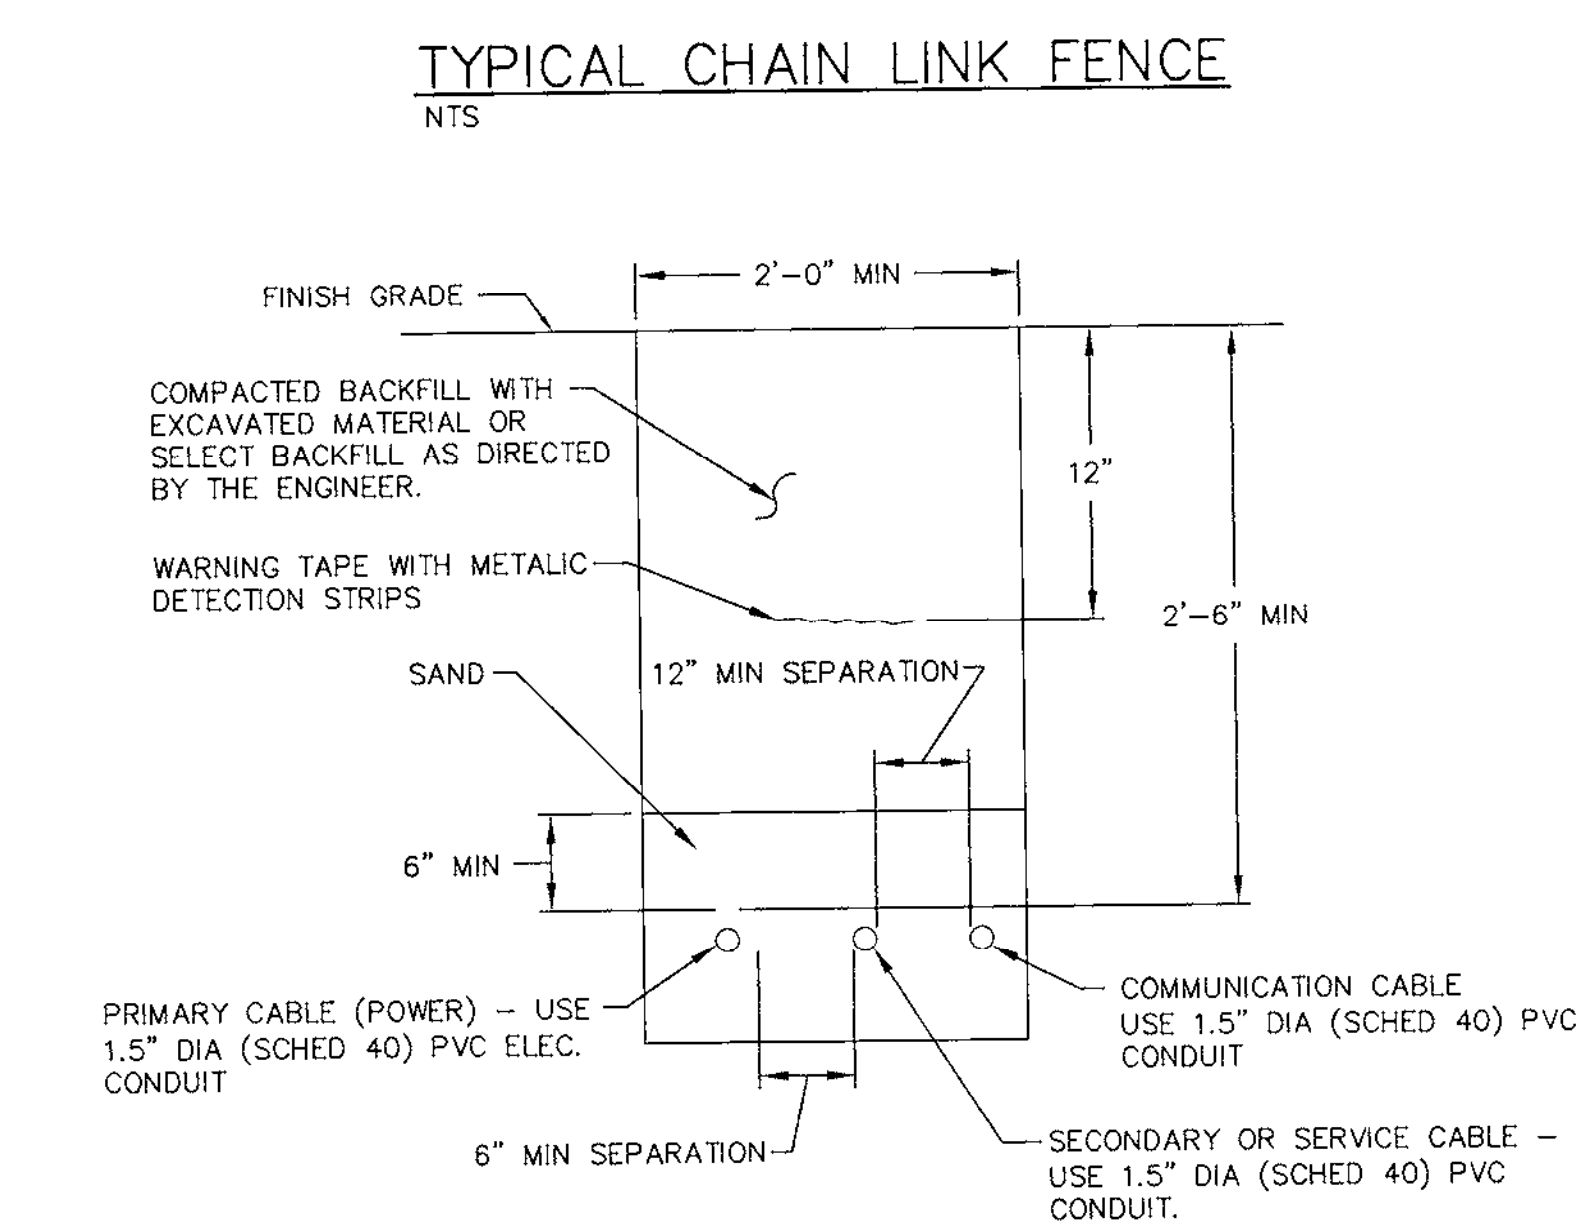 TYPICAL CHAIN LINK FENCE
NTS
2'-0" MIN
FINISH GRADE
COMPACTED BACKFILL WITH
EXCAVATED MATERIAL OR
SELECT BACKFILL AS DIRECTED
BY THE ENGINEER.
12"
WARNING TAPE WITH METALIC
DETECTION STRIPS
2'-6" MIN
SAND
12" MIN SEPARATION
6" MIN
PRIMARY CABLE (POWER) - USE
1.5" DIA (SCHED 40) PVC ELEC.
CONDUIT
COMMUNICATION CABLE
USE 1.5" DIA (SCHED 40) PVC
CONDUIT
6" MIN SEPARATION
SECONDARY OR SERVICE CABLE -
USE 1.5" DIA (SCHED 40) PVC
CONDUIT.